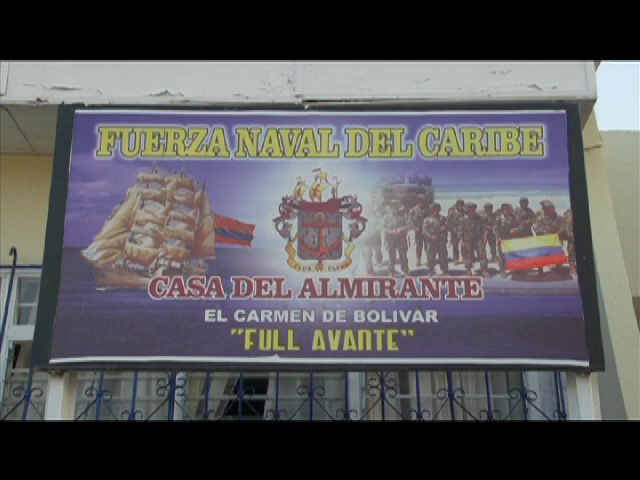 FUERZA NAVAL DEL CARIBE
CASA DEL ALMIRANTE
EL CARMEN DE BOLIVAR
"FULL AVANTE"